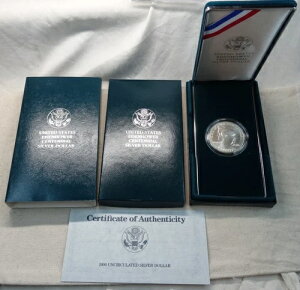 UNITED STATES
EISENHOWER
CENTENNIAL
SILVER DOLLAR
UNITED STATES
EISENHOWER
CENTENNIAL
SILVER DOLLAR
Certificate of Authenticity
1990 UNCIRCULATED SILVER DOLLAR